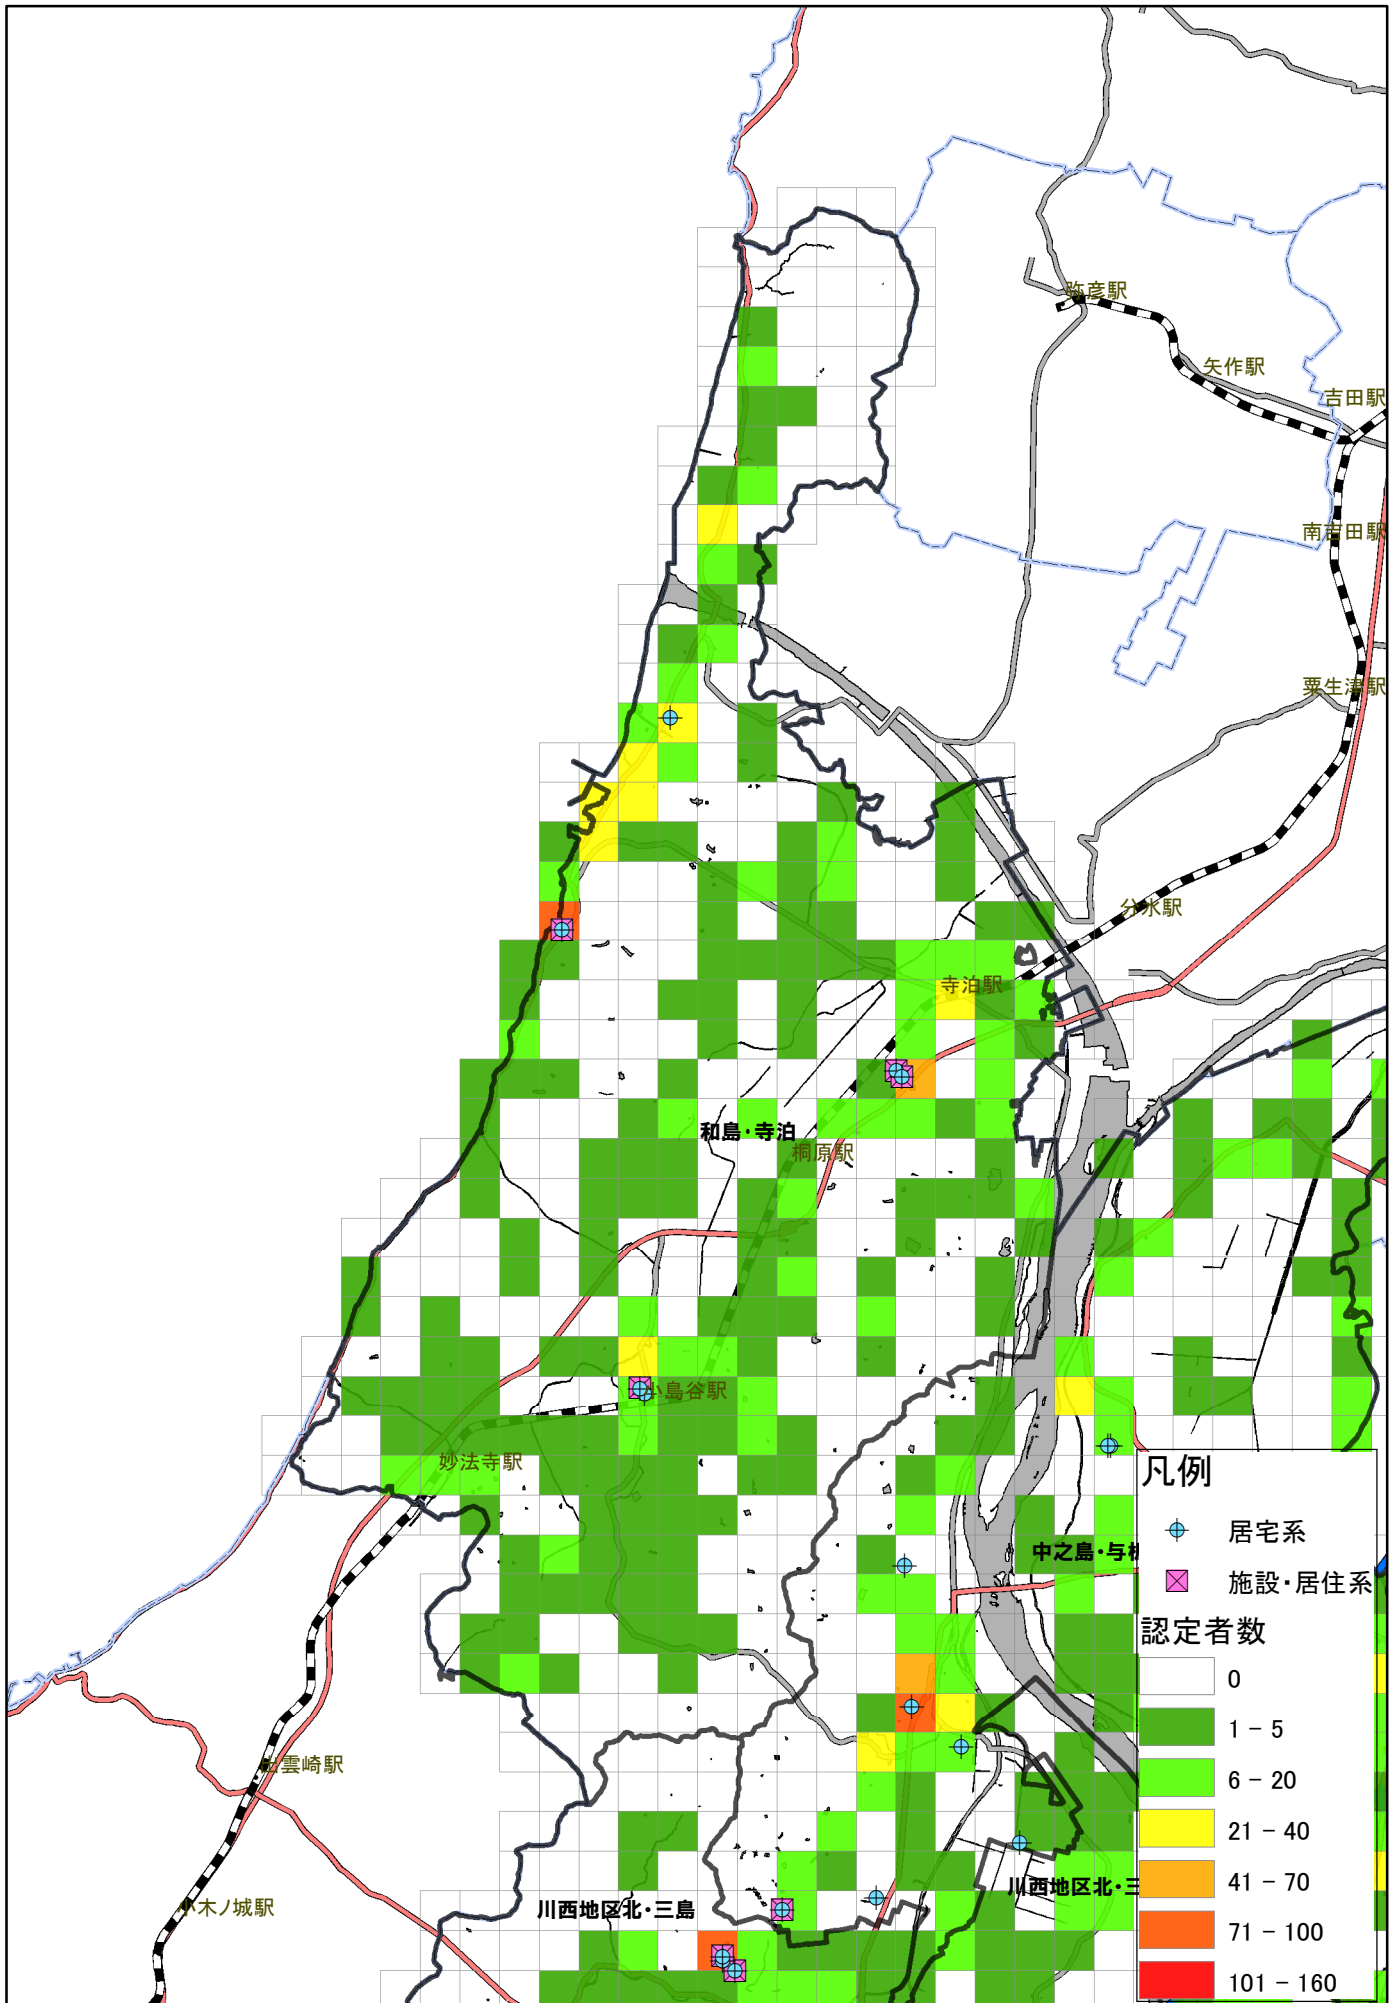 弥彦駅
矢作駅
吉田駅
南吉田駅
粟生津駅
分水駅
寺泊駅
和島・寺泊
桐原駅
小島谷駅
妙法寺駅
中之島・与板
出雲崎駅
小木ノ城駅
川西地区北・三島
川西地区北・三
凡例
居宅系
施設・居住系
認定者数
0
1 - 5
6 - 20
21 - 40
41 - 70
71 - 100
101 - 160